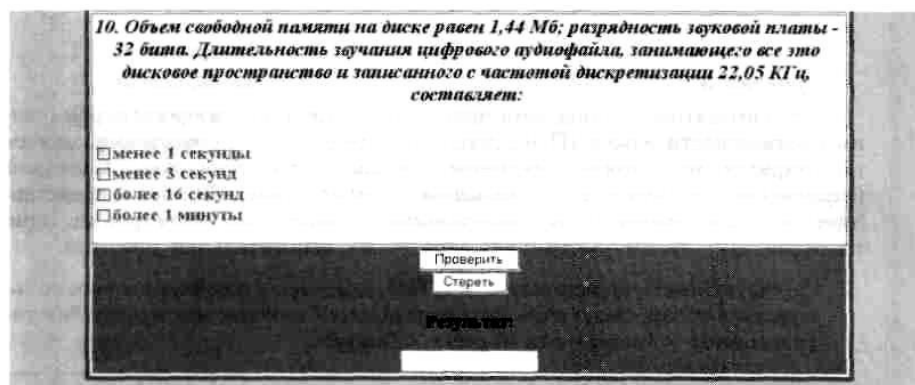 10. Объем свободной памяти на диске равен 1,44 Мб; разрядность звуковой платы -
32 бита. Длительность звучания цифрового аудиофайла, занимающего все это
дисковое пространство и записанного с частотой дискретизации 22,05 КГц,
составляет:
менее 1 секунды
менее 3 секунд
более 16 секунд
более 1 минуты
Проверить
Стереть
Результат: